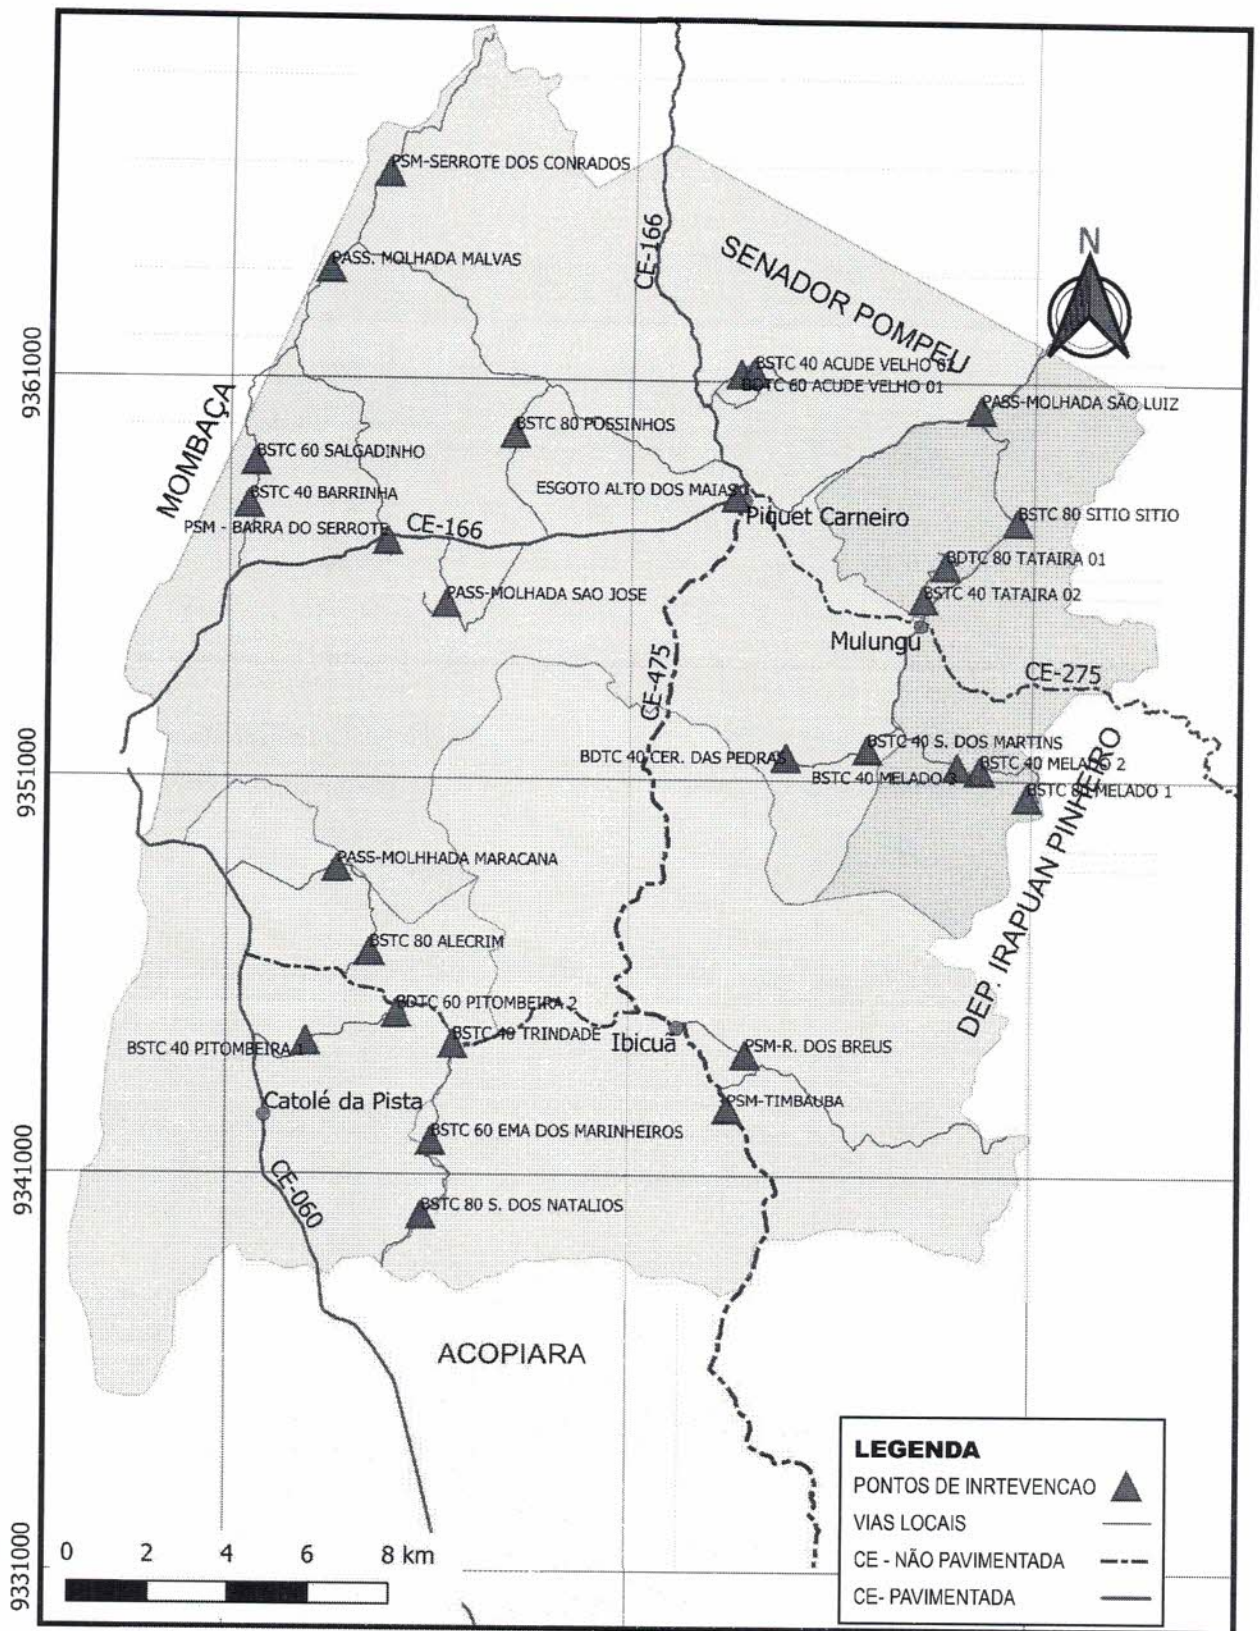 PSM-SERROTE DOS CONRADOS
PASS. MOLHADA MALVAS
CE-166
SENADOR POMPEU
N
9361000
MOMBAÇA
BSTC 40 ACUDE VELHO 02
BDTC 60 ACUDE VELHO 01
PASS-MOLHADA SÃO LUIZ
BSTC 80 POSSINHOS
BSTC 60 SALGADINHO
BSTC 40 BARRINHA
ESGOTO ALTO DOS MAIAS
PSM - BARRA DO SERROTE
CE-166
Piquet Carneiro
BSTC 80 SITIO SITIO
BDTC 80 TATAIRA 01
BSTC 40 TATAIRA 02
PASS-MOLHADA SAO JOSE
Mulungu
CE-475
CE-275
BSTC 40 S. DOS MARTINS
BDTC 40 CER. DAS PEDRAS
BSTC 40 MELADO 3
BSTC 40 MELADO 2
BSTC 80 MELADO 1
9351000
DEP. IRAPUAN PINHEIRO
PASS-MOLHHADA MARACANA
BSTC 80 ALECRIM
BDTC 60 PITOMBEIRA 2
BSTC 40 TRINDADE
BSTC 40 PITOMBEIRA 1
Ibicuã
PSM-R. DOS BREUS
Catolé da Pista
PSM-TIMBAUBA
BSTC 60 EMA DOS MARINHEIROS
9341000
CE-060
BSTC 80 S. DOS NATALIOS
ACOPIARA
LEGENDA
PONTOS DE INRTEVENCAO
VIAS LOCAIS
CE - NÃO PAVIMENTADA
CE- PAVIMENTADA
0 2 4 6 8 km
9331000